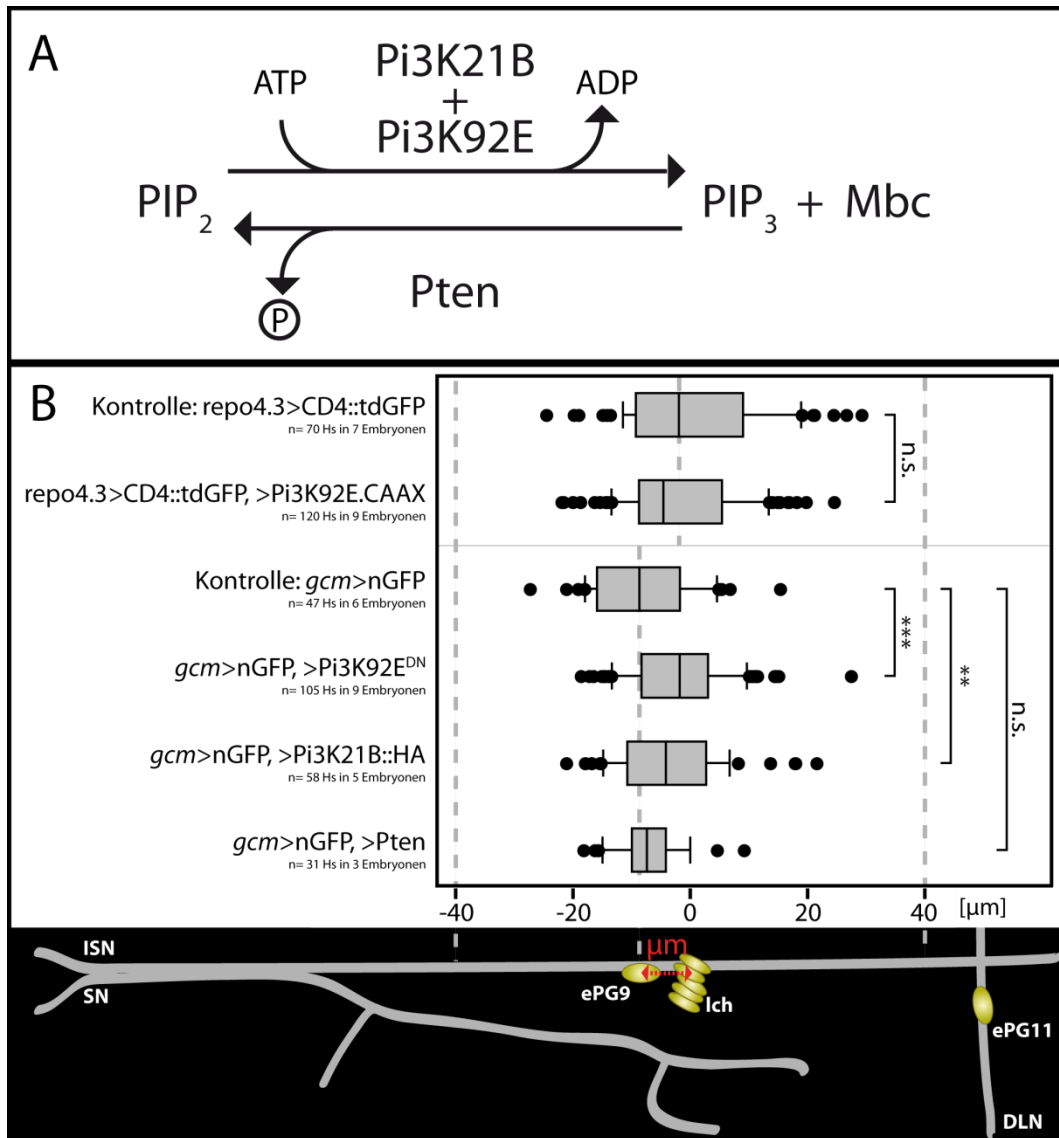 A
ATP
Pi3K21B
+
Pi3K92E
ADP
PIP2
PIP3 + Mbc
Pten
P
B
Kontrolle: repo4.3>CD4::tdGFP
n= 70 Hs in 7 Embryonen
repo4.3>CD4::tdGFP, >Pi3K92E.CAAX
n= 120 Hs in 9 Embryonen
n.s.
Kontrolle: gcm>nGFP
n= 47 Hs in 6 Embryonen
gcm>nGFP, >Pi3K92E^DN
n= 105 Hs in 9 Embryonen
gcm>nGFP, >Pi3K21B::HA
n= 58 Hs in 5 Embryonen
gcm>nGFP, >Pten
n= 31 Hs in 3 Embryonen
***
**
n.s.
-40 -20 0 20 40 [µm]
ISN
SN
µm
ePG9
lch
ePG11
DLN